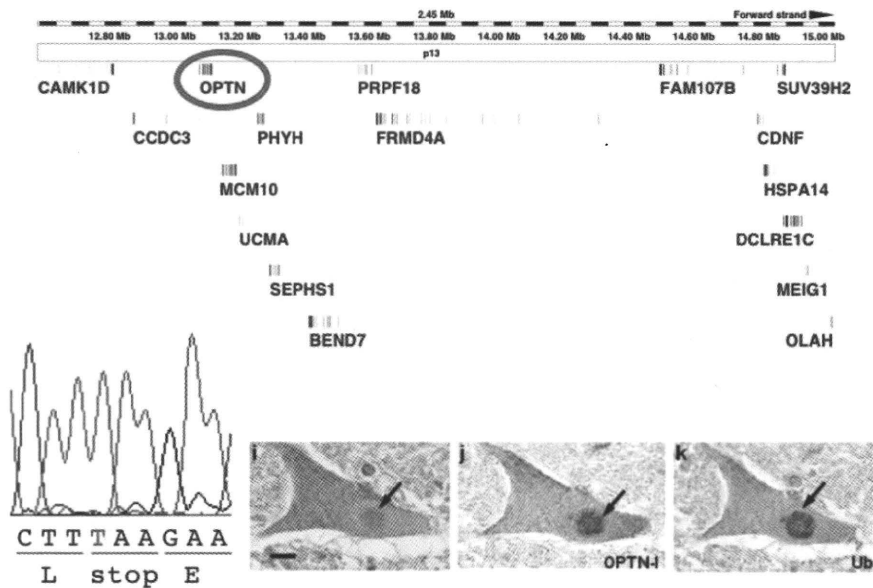 2.45 Mb Forward strand
12.80 Mb 13.00 Mb 13.20 Mb 13.40 Mb 13.60 Mb 13.80 Mb 14.00 Mb 14.20 Mb 14.40 Mb 14.60 Mb 14.80 Mb 15.00 Mb
p13
CAMK1D OPTN PRPF18 FAM107B SUV39H2
CCDC3 PHYH FRMD4A CDNF
MCM10 HSPA14
UCMA DCLRE1C
SEPHS1 MEIG1
BEND7 OLAH
i j k
OPTN-I Ub
C T T T A A G A A
L stop E